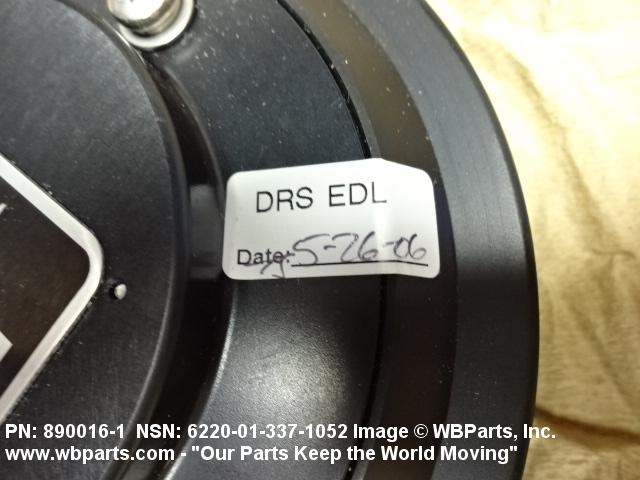 DRS EDL
Date: 5-26-06
PN: 890016-1 NSN: 6220-01-337-1052 Image © WBParts, Inc.
www.wbparts.com - "Our Parts Keep the World Moving"